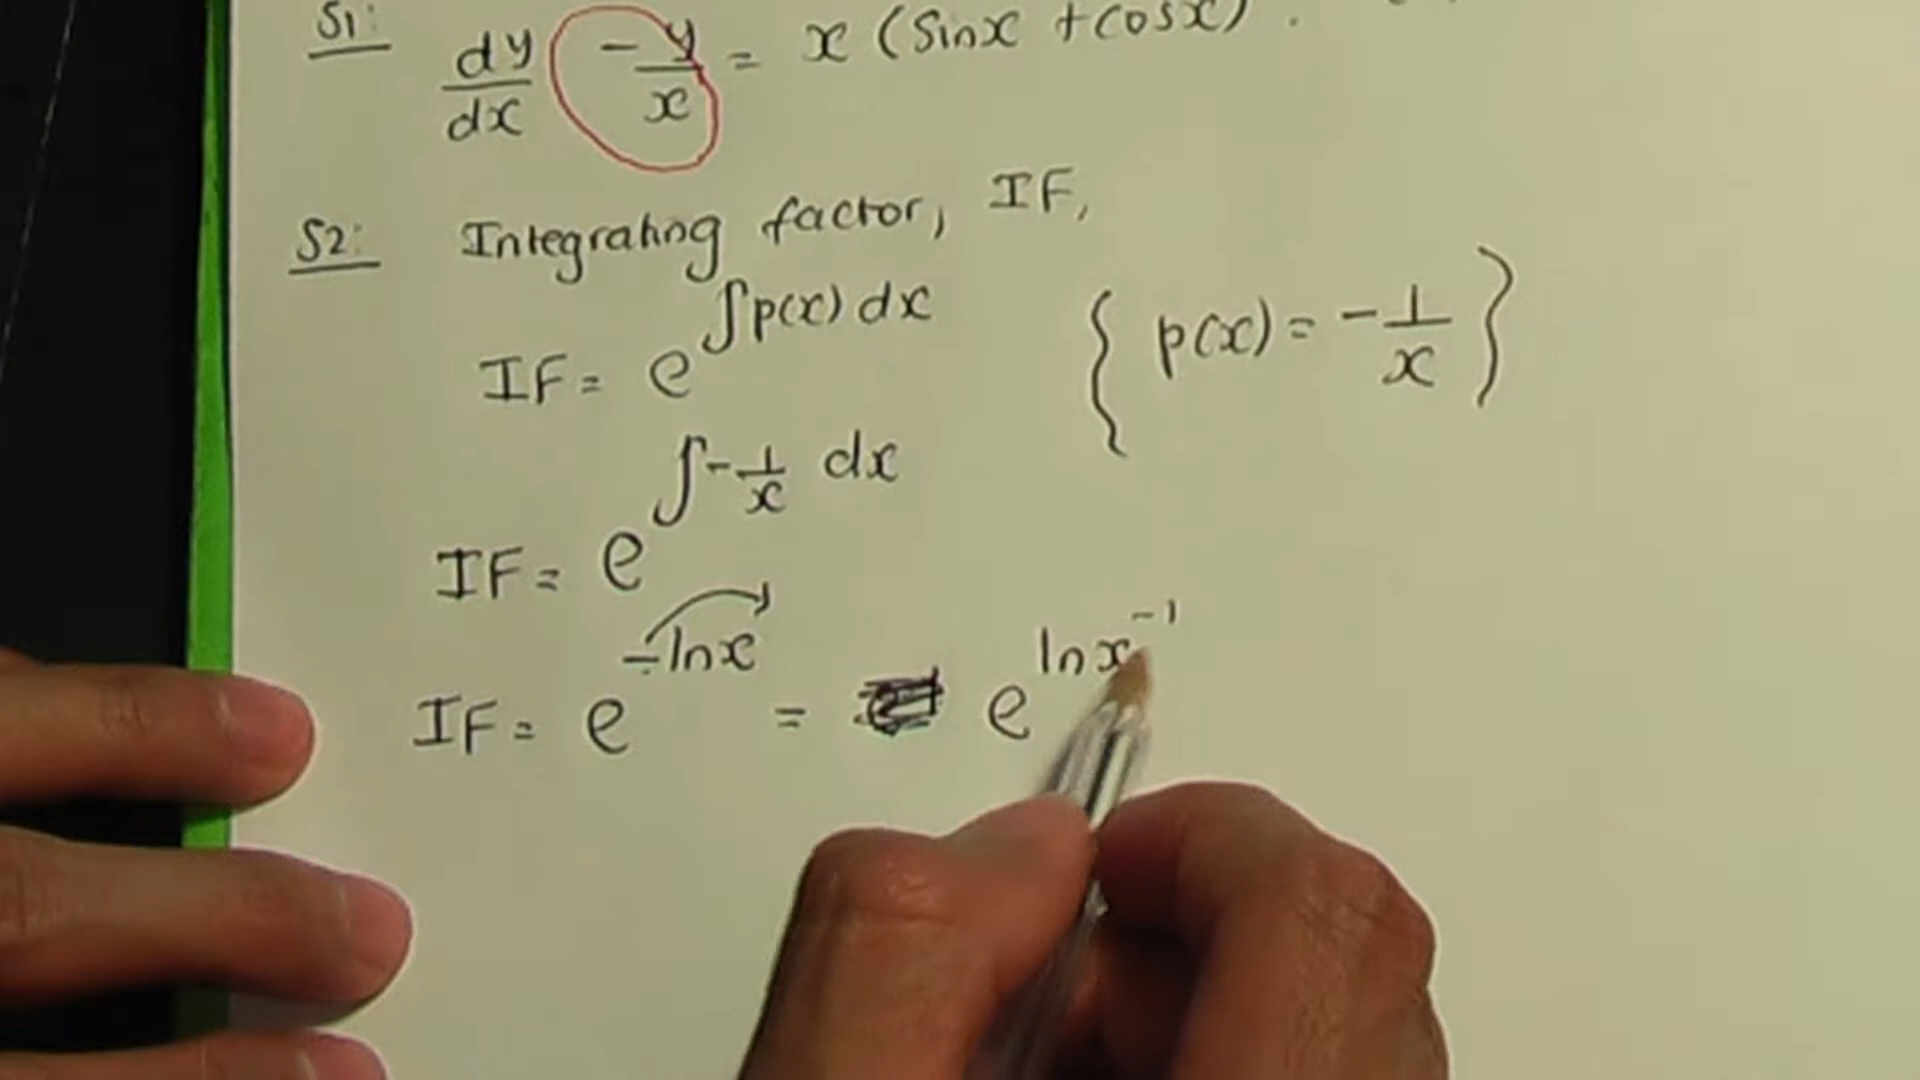 S1: dy/dx - y/x = x (Sinx + Cosx) .
S2: Integrating factor, IF,
IF = e^∫p(x) dx { p(x) = - 1/x }
IF = e^∫-1/x dx
IF = e^-lnx = e^lnx^-1